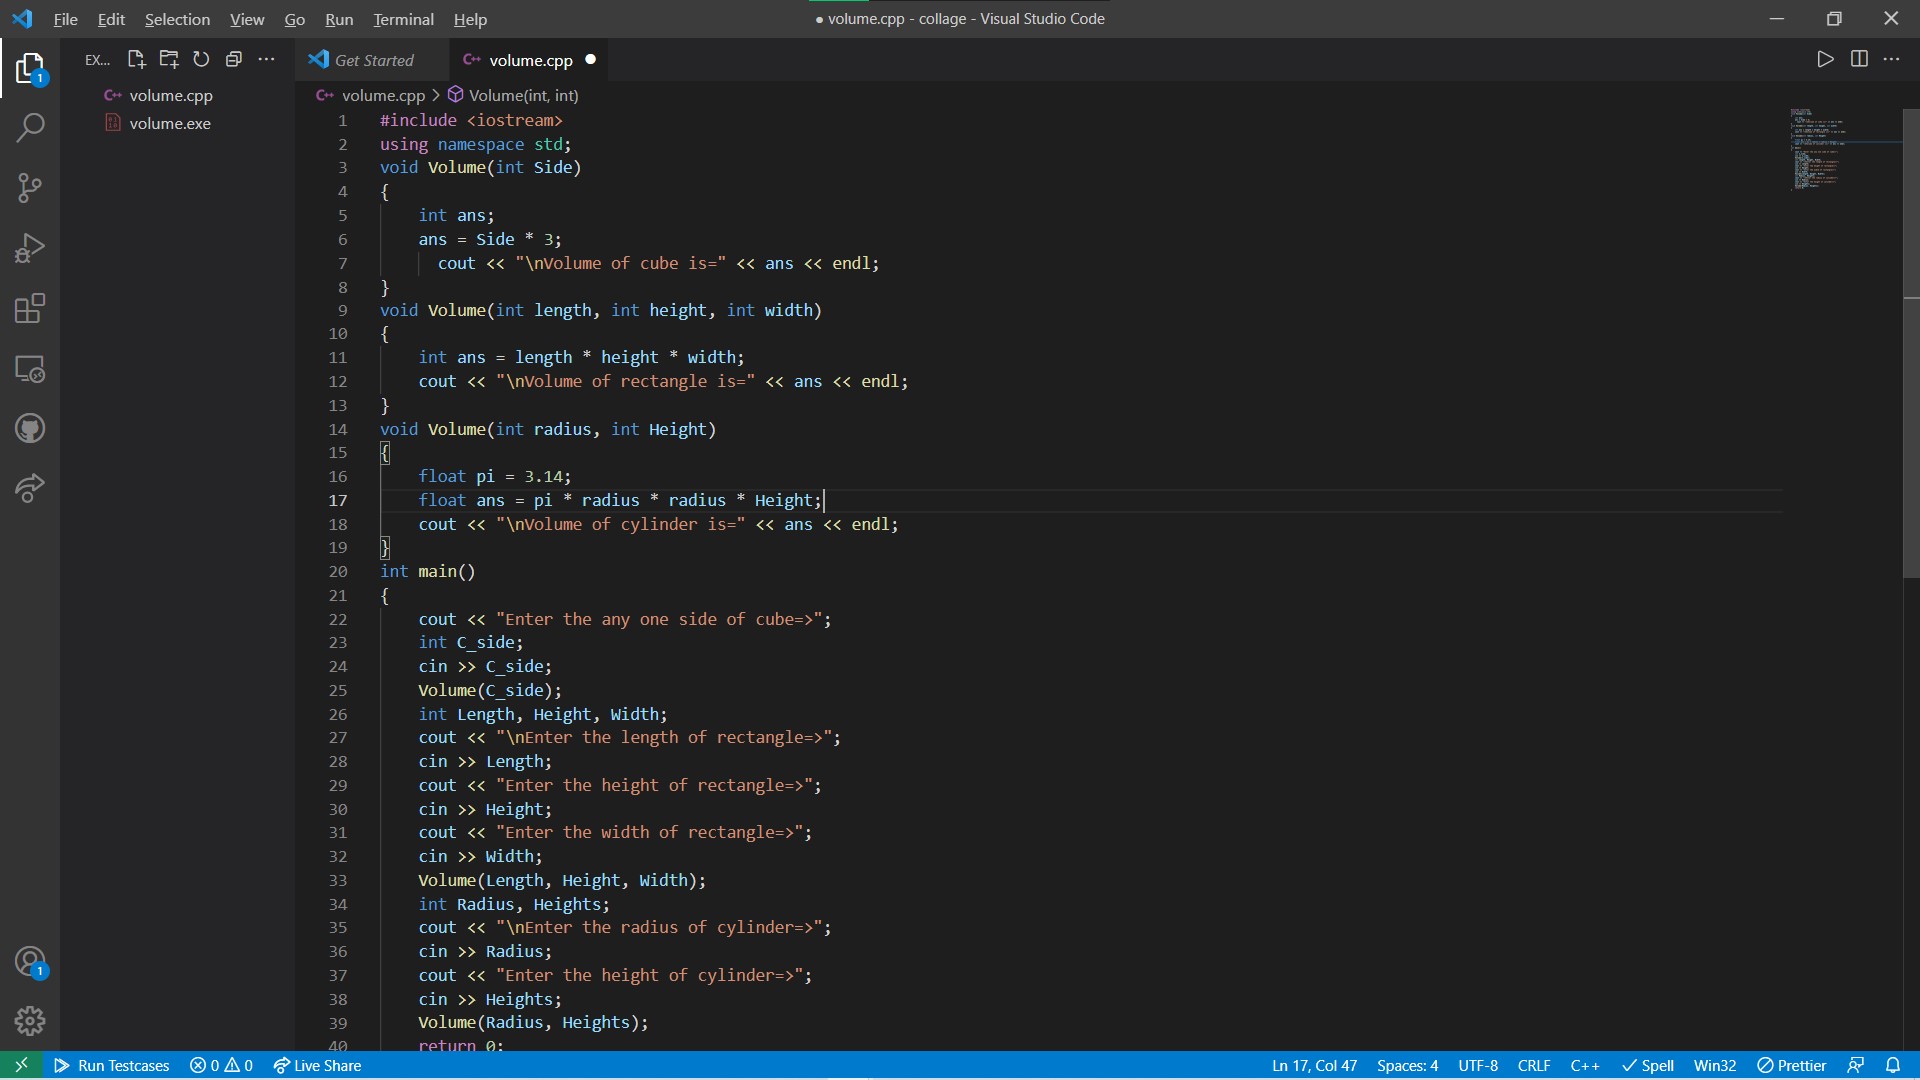 File Edit Selection View Go Run Terminal Help
● volume.cpp - collage - Visual Studio Code
EX...
Get Started
volume.cpp
volume.cpp
volume.exe
volume.cpp > Volume(int, int)
1 #include <iostream>
2 using namespace std;
3 void Volume(int Side)
4 {
5 int ans;
6 ans = Side * 3;
7 cout << "\nVolume of cube is=" << ans << endl;
8 }
9 void Volume(int length, int height, int width)
10 {
11 int ans = length * height * width;
12 cout << "\nVolume of rectangle is=" << ans << endl;
13 }
14 void Volume(int radius, int Height)
15 {
16 float pi = 3.14;
17 float ans = pi * radius * radius * Height;
18 cout << "\nVolume of cylinder is=" << ans << endl;
19 }
20 int main()
21 {
22 cout << "Enter the any one side of cube=>";
23 int C_side;
24 cin >> C_side;
25 Volume(C_side);
26 int Length, Height, Width;
27 cout << "\nEnter the length of rectangle=>";
28 cin >> Length;
29 cout << "Enter the height of rectangle=>";
30 cin >> Height;
31 cout << "Enter the width of rectangle=>";
32 cin >> Width;
33 Volume(Length, Height, Width);
34 int Radius, Heights;
35 cout << "\nEnter the radius of cylinder=>";
36 cin >> Radius;
37 cout << "Enter the height of cylinder=>";
38 cin >> Heights;
39 Volume(Radius, Heights);
40 return 0;
1
1
Run Testcases 0 0 Live Share Ln 17, Col 47 Spaces: 4 UTF-8 CRLF C++ Spell Win32 Prettier